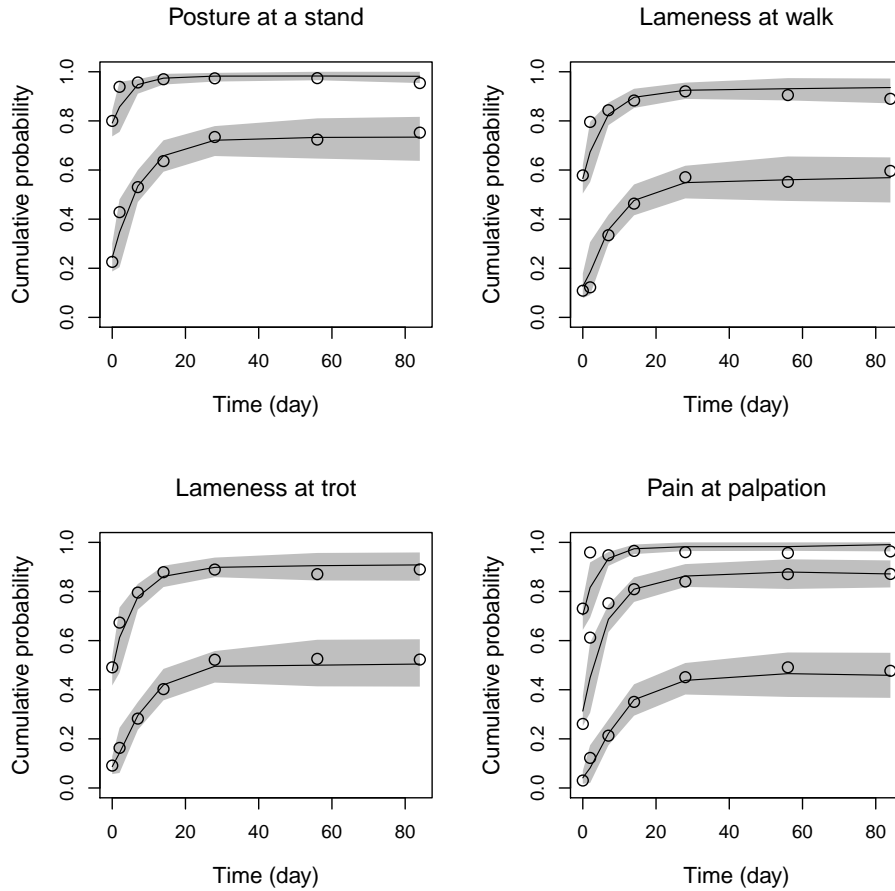 Posture at a stand
Cumulative probability
0.0 0.2 0.4 0.6 0.8 1.0
0 20 40 60 80
Time (day)
Lameness at walk
Cumulative probability
0.0 0.2 0.4 0.6 0.8 1.0
0 20 40 60 80
Time (day)
Lameness at trot
Cumulative probability
0.0 0.2 0.4 0.6 0.8 1.0
0 20 40 60 80
Time (day)
Pain at palpation
Cumulative probability
0.0 0.2 0.4 0.6 0.8 1.0
0 20 40 60 80
Time (day)